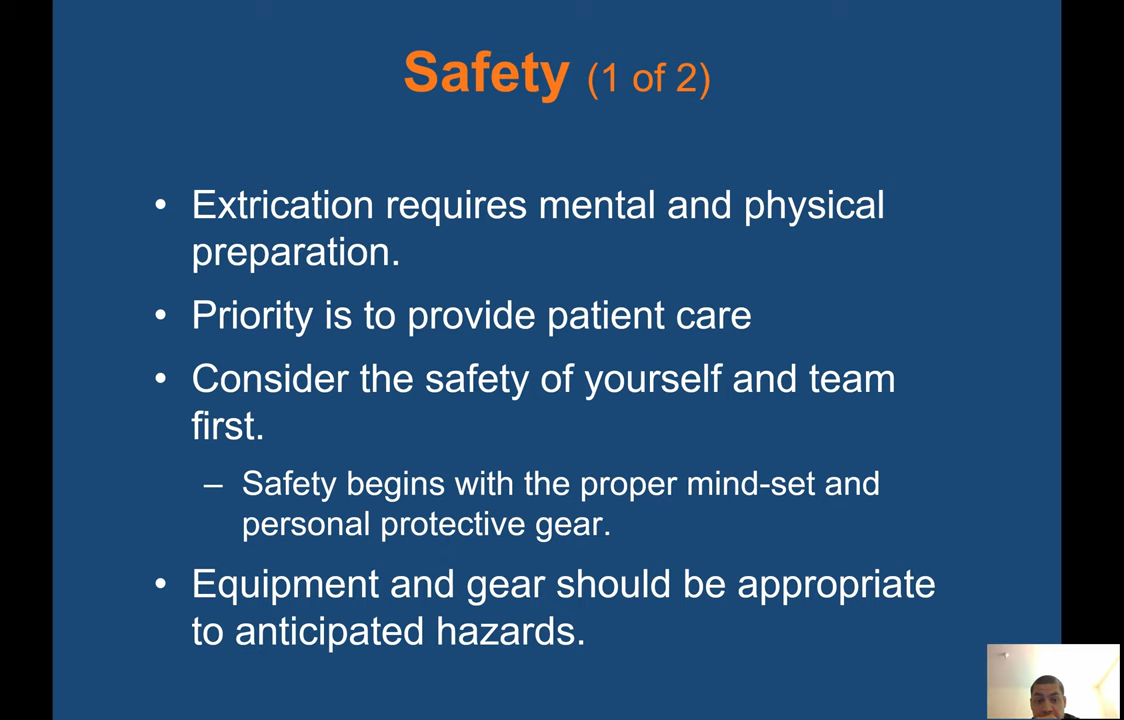 Safety (1 of 2)
• Extrication requires mental and physical
preparation.
• Priority is to provide patient care
• Consider the safety of yourself and team
first.
– Safety begins with the proper mind-set and
personal protective gear.
• Equipment and gear should be appropriate
to anticipated hazards.